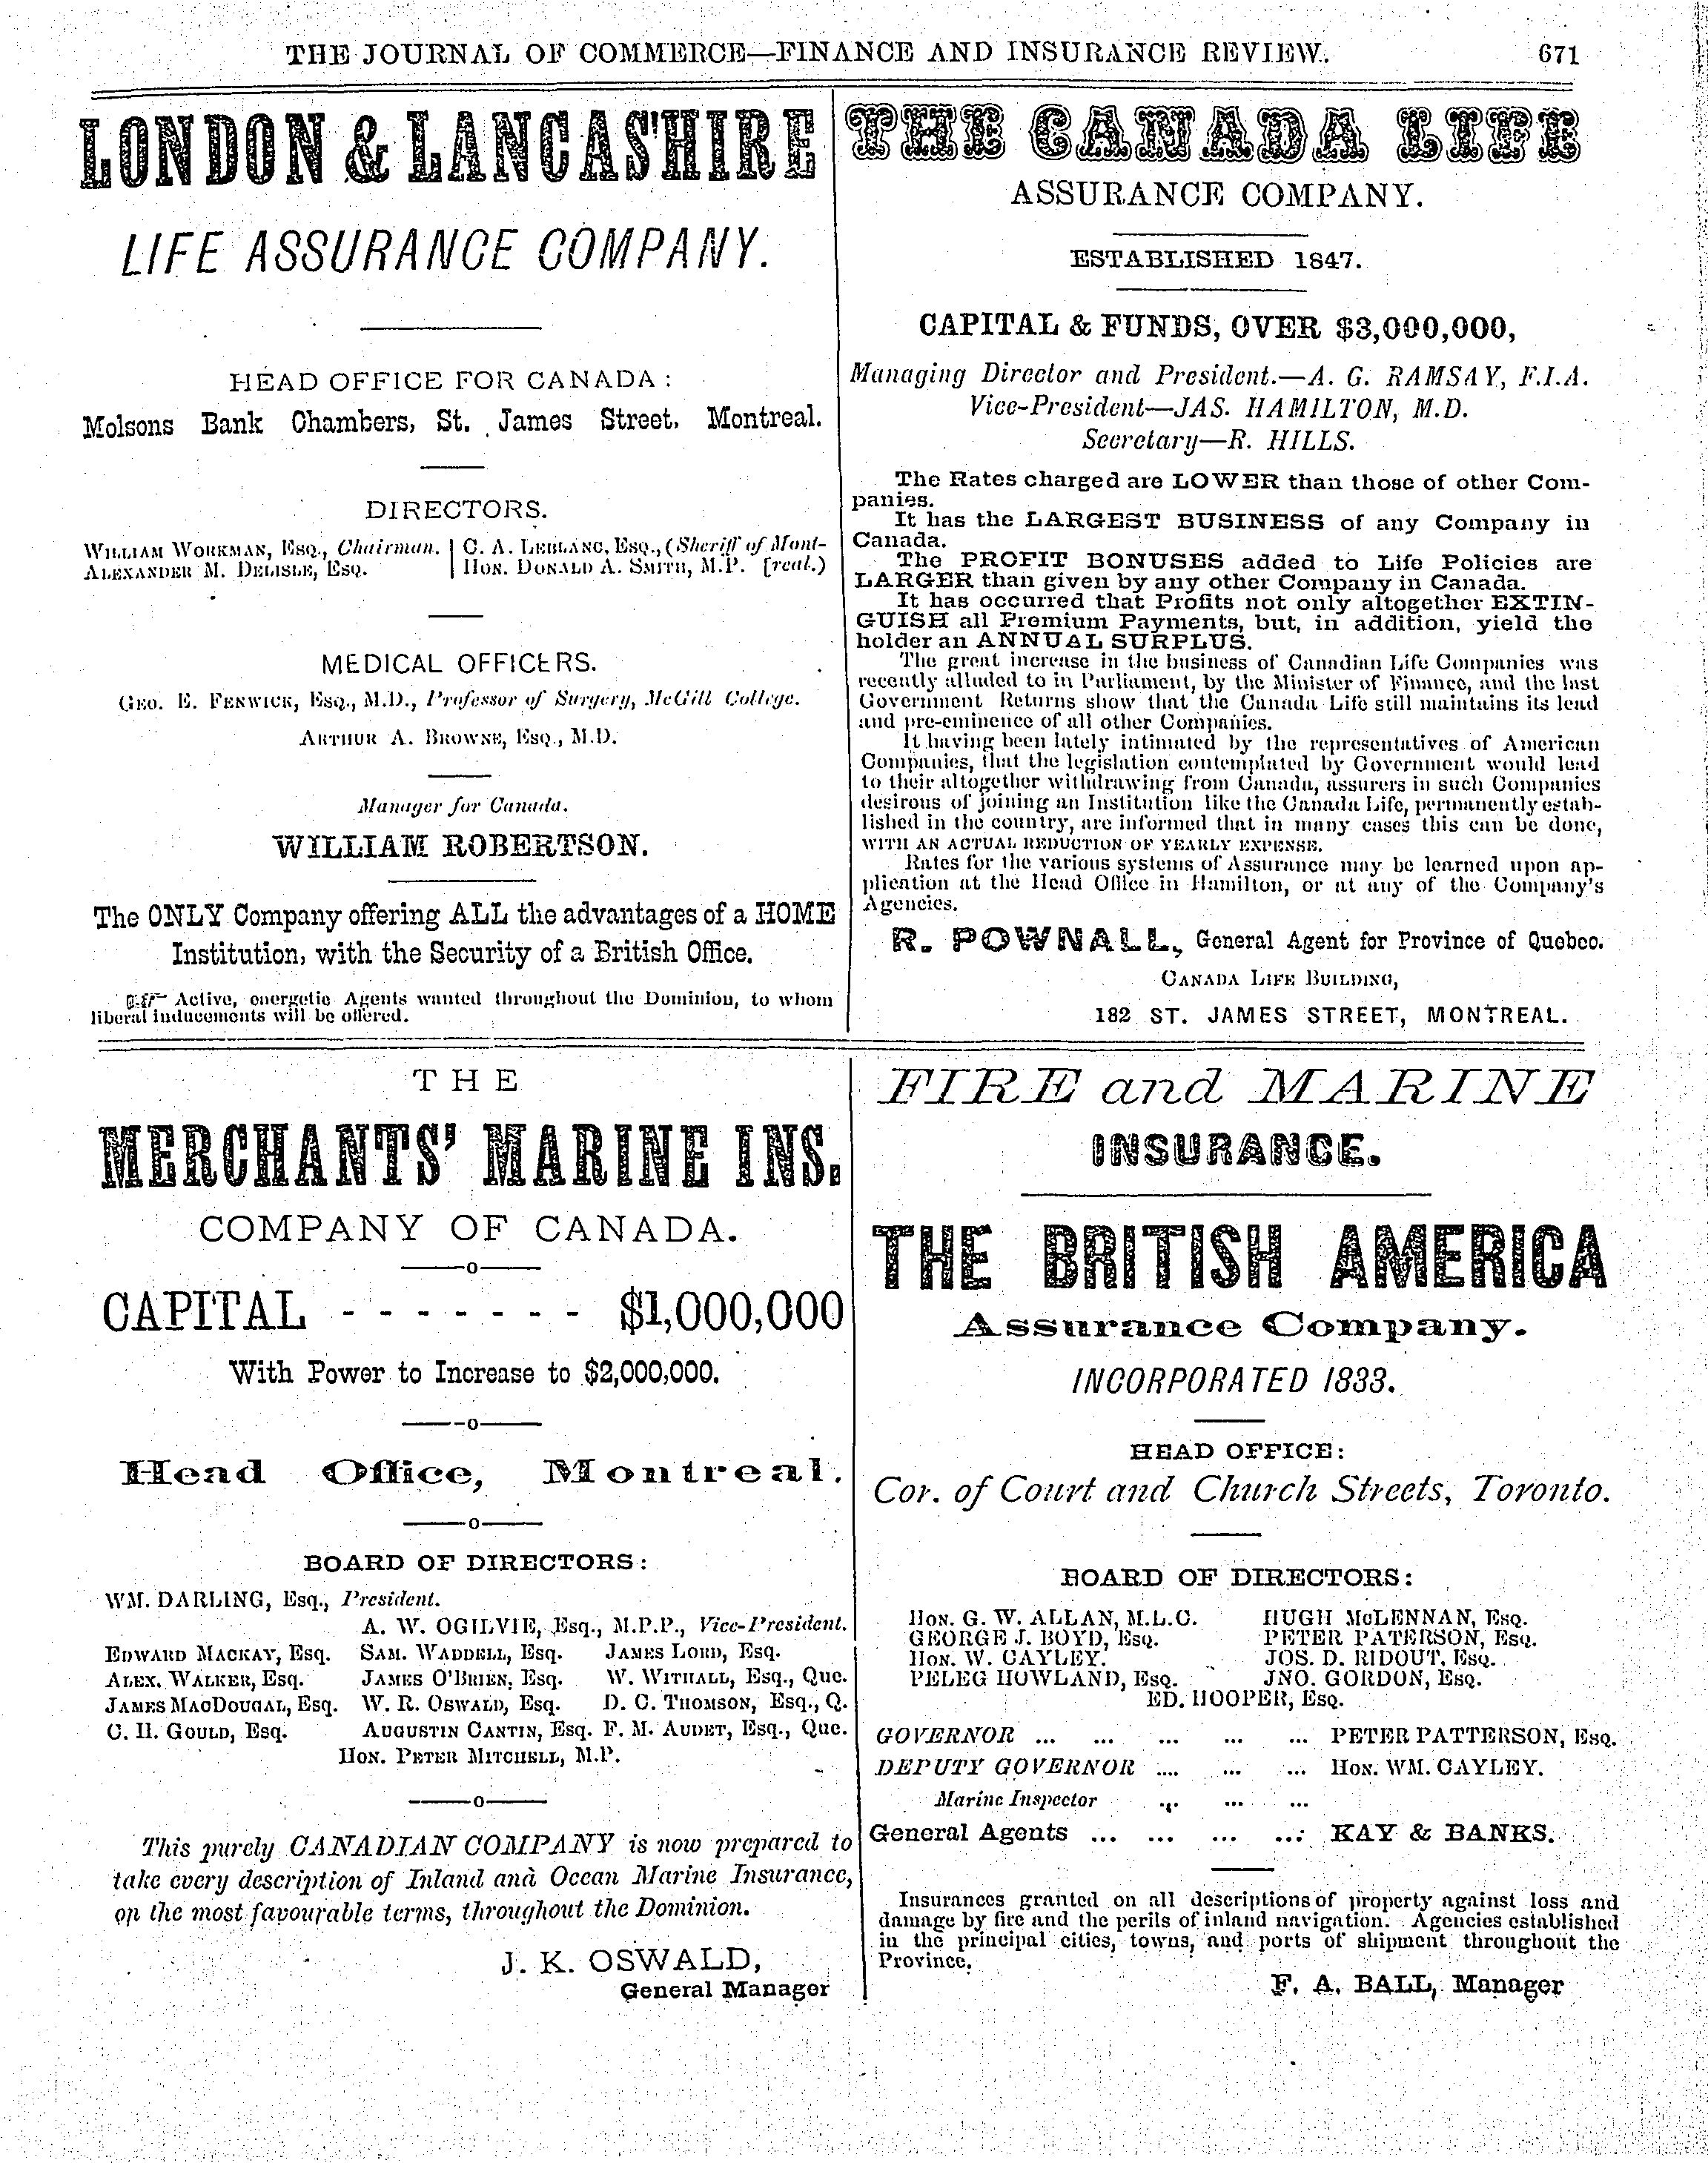 THE JOURNAL OF COMMERCE—FINANCE AND INSURANCE REVIEW.
671
LONDON & LANCASHIRE
LIFE ASSURANCE COMPANY.
HEAD OFFICE FOR CANADA:
Molsons Bank Chambers, St. James Street, Montreal.
DIRECTORS.
WILLIAM WORKMAN, Esq., Chairman. | C. A. LEBLANC, ESQ., (Sheriff of Mont-
ALEXANDER M. DELISLE, ESQ. | HON. DONALD A. SMITH, M.P. [real.)
MEDICAL OFFICERS.
GEO. E. FENWICK, ESQ., M.D., Professor of Surgery, McGill College.
ARTHUR A. BROWNE, ESQ., M.D.
Manager for Canada.
WILLIAM ROBERTSON.
The ONLY Company offering ALL the advantages of a HOME
Institution, with the Security of a British Office.
Active, energetic Agents wanted throughout the Dominion, to whom
liberal inducements will be offered.
THE CANADA LIFE
ASSURANCE COMPANY.
ESTABLISHED 1847.
CAPITAL & FUNDS, OVER $3,000,000,
Managing Director and President.—A. G. RAMSAY, F.I.A.
Vice-President—JAS. HAMILTON, M.D.
Secretary—R. HILLS.
The Rates charged are LOWER than those of other Com-
panies.
It has the LARGEST BUSINESS of any Company in
Canada.
The PROFIT BONUSES added to Life Policies are
LARGER than given by any other Company in Canada.
It has occurred that Profits not only altogether EXTIN-
GUISH all Premium Payments, but, in addition, yield the
holder an ANNUAL SURPLUS.
The great increase in the business of Canadian Life Companies was
recently alluded to in Parliament, by the Minister of Finance, and the last
Government Returns show that the Canada Life still maintains its lead
and pre-eminence of all other Companies.
It having been lately intimated by the representatives of American
Companies, that the legislation contemplated by Government would lead
to their altogether withdrawing from Canada, assurers in such Companies
desirous of joining an Institution like the Canada Life, permanently estab-
lished in the country, are informed that in many cases this can be done,
WITH AN ACTUAL REDUCTION OF YEARLY EXPENSE.
Rates for the various systems of Assurance may be learned upon ap-
plication at the Head Office in Hamilton, or at any of the Company's
Agencies.
R. POWNALL, General Agent for Province of Quebec.
CANADA LIFE BUILDING,
182 ST. JAMES STREET, MONTREAL.
THE
MERCHANTS' MARINE INS.
COMPANY OF CANADA.
CAPITAL - - - - - - - $1,000,000
With Power to Increase to $2,000,000.
Head Office, Montreal.
BOARD OF DIRECTORS:
WM. DARLING, Esq., President.
A. W. OGILVIE, Esq., M.P.P., Vice-President.
EDWARD MACKAY, Esq. SAM. WADDELL, Esq. JAMES LORD, Esq.
ALEX. WALKER, Esq. JAMES O'BRIEN, Esq. W. WITHALL, Esq., Que.
JAMES MACDOUGAL, Esq. W. R. OSWALD, Esq. D. C. THOMSON, Esq., Q.
C. H. GOULD, Esq. AUGUSTIN CANTIN, Esq. F. M. AUDET, Esq., Que.
HON. PETER MITCHELL, M.P.
This purely CANADIAN COMPANY is now prepared to
take every description of Inland and Ocean Marine Insurance,
on the most favourable terms, throughout the Dominion.
J. K. OSWALD,
General Manager
FIRE and MARINE
INSURANCE.
THE BRITISH AMERICA
Assurance Company.
INCORPORATED 1833.
HEAD OFFICE:
Cor. of Court and Church Streets, Toronto.
BOARD OF DIRECTORS:
HON. G. W. ALLAN, M.L.C. HUGH McLENNAN, ESQ.
GEORGE J. BOYD, ESQ. PETER PATERSON, ESQ.
HON. W. CAYLEY. JOS. D. RIDOUT, ESQ.
PELEG HOWLAND, ESQ. JNO. GORDON, ESQ.
ED. HOOPER, ESQ.
GOVERNOR ... ... ... ... ... PETER PATTERSON, ESQ.
DEPUTY GOVERNOR .... ... ... HON. WM. CAYLEY.
Marine Inspector ... ... ...
General Agents ... ... ... ... KAY & BANKS.
Insurances granted on all descriptions of property against loss and
damage by fire and the perils of inland navigation. Agencies established
in the principal cities, towns, and ports of shipment throughout the
Province.
F. A. BALL, Manager